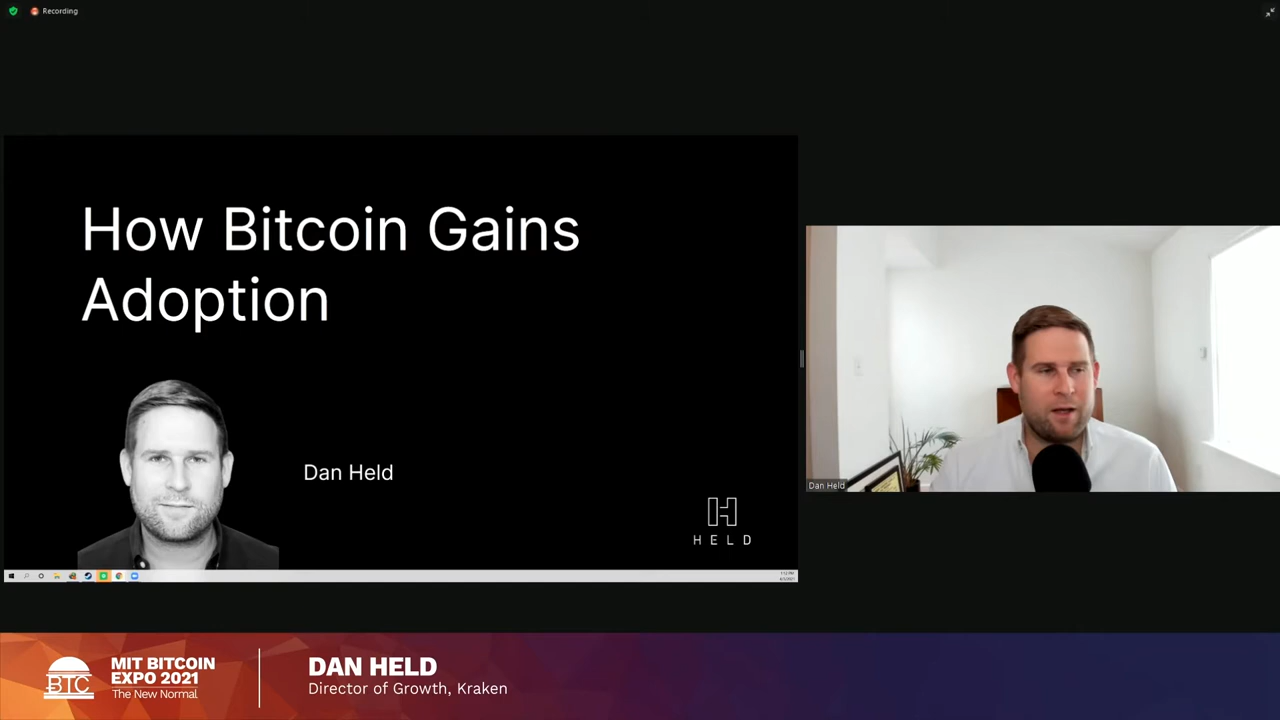 Recording
How Bitcoin Gains
Adoption
Dan Held
HELD
Dan Held
BTC
MIT BITCOIN
EXPO 2021
The New Normal
DAN HELD
Director of Growth, Kraken